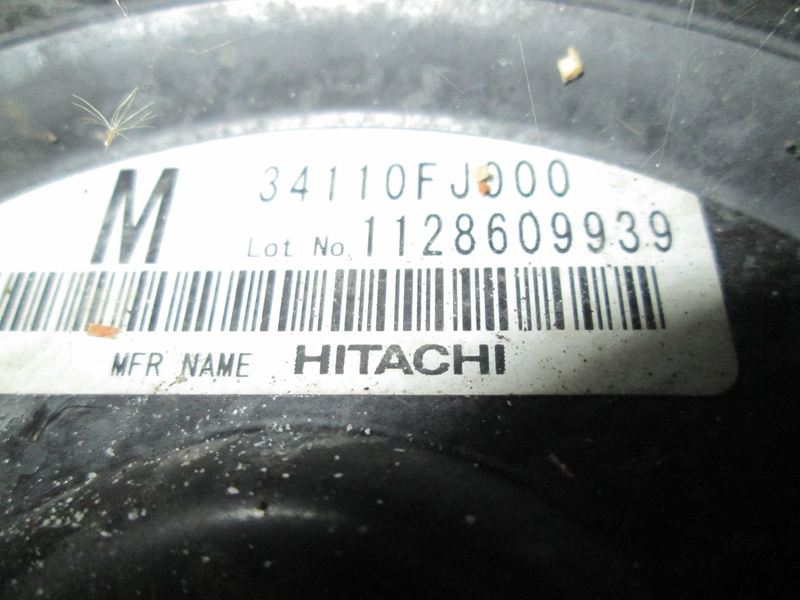 M 34110FJ000
Lot No. 1128609939
MFR NAME HITACHI